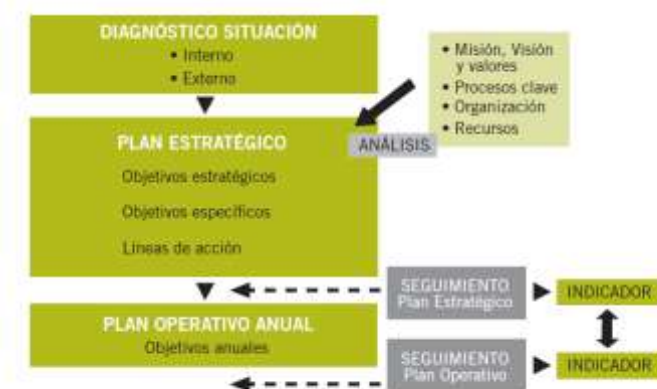 DIAGNÓSTICO SITUACIÓN
• Interno
• Externo
• Misión, Visión
y valores
• Procesos clave
• Organización
• Recursos
PLAN ESTRATÉGICO
ANÁLISIS
Objetivos estratégicos
Objetivos específicos
Líneas de acción
SEGUIMIENTO
Plan Estratégico
INDICADOR
PLAN OPERATIVO ANUAL
Objetivos anuales
SEGUIMIENTO
Plan Operativo
INDICADOR